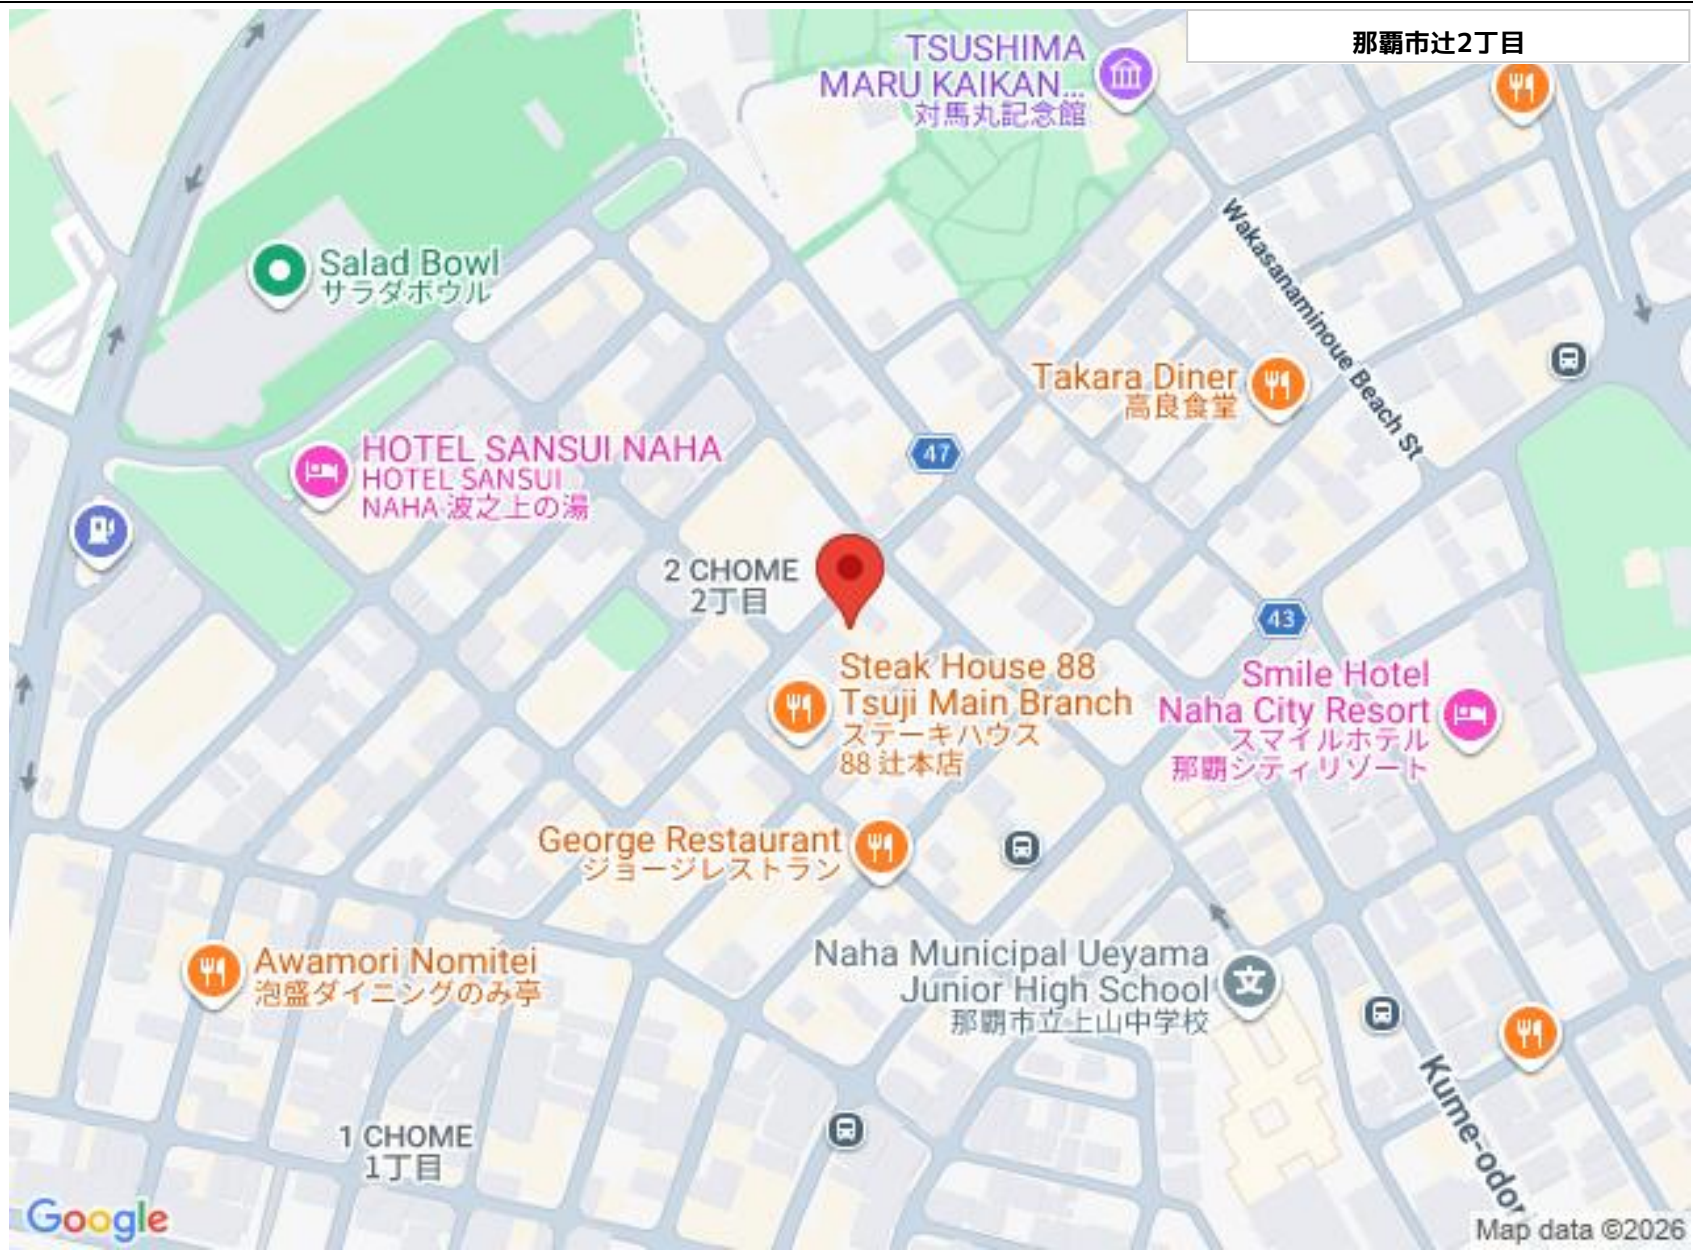 那覇市辻2丁目
TSUSHIMA
MARU KAIKAN...
対馬丸記念館
Wakasanaminoue Beach St
Salad Bowl
サラダボウル
Takara Diner
高良食堂
HOTEL SANSUI NAHA
HOTEL SANSUI
NAHA 波之上の湯
47
2 CHOME
2丁目
43
Steak House 88
Tsuji Main Branch
ステーキハウス
88 辻本店
Smile Hotel
Naha City Resort
スマイルホテル
那覇シティリゾート
George Restaurant
ジョージレストラン
Awamori Nomitei
泡盛ダイニングのみ亭
Naha Municipal Ueyama
Junior High School
那覇市立上山中学校
文
Kume-odori
1 CHOME
1丁目
Google
Map data ©2026